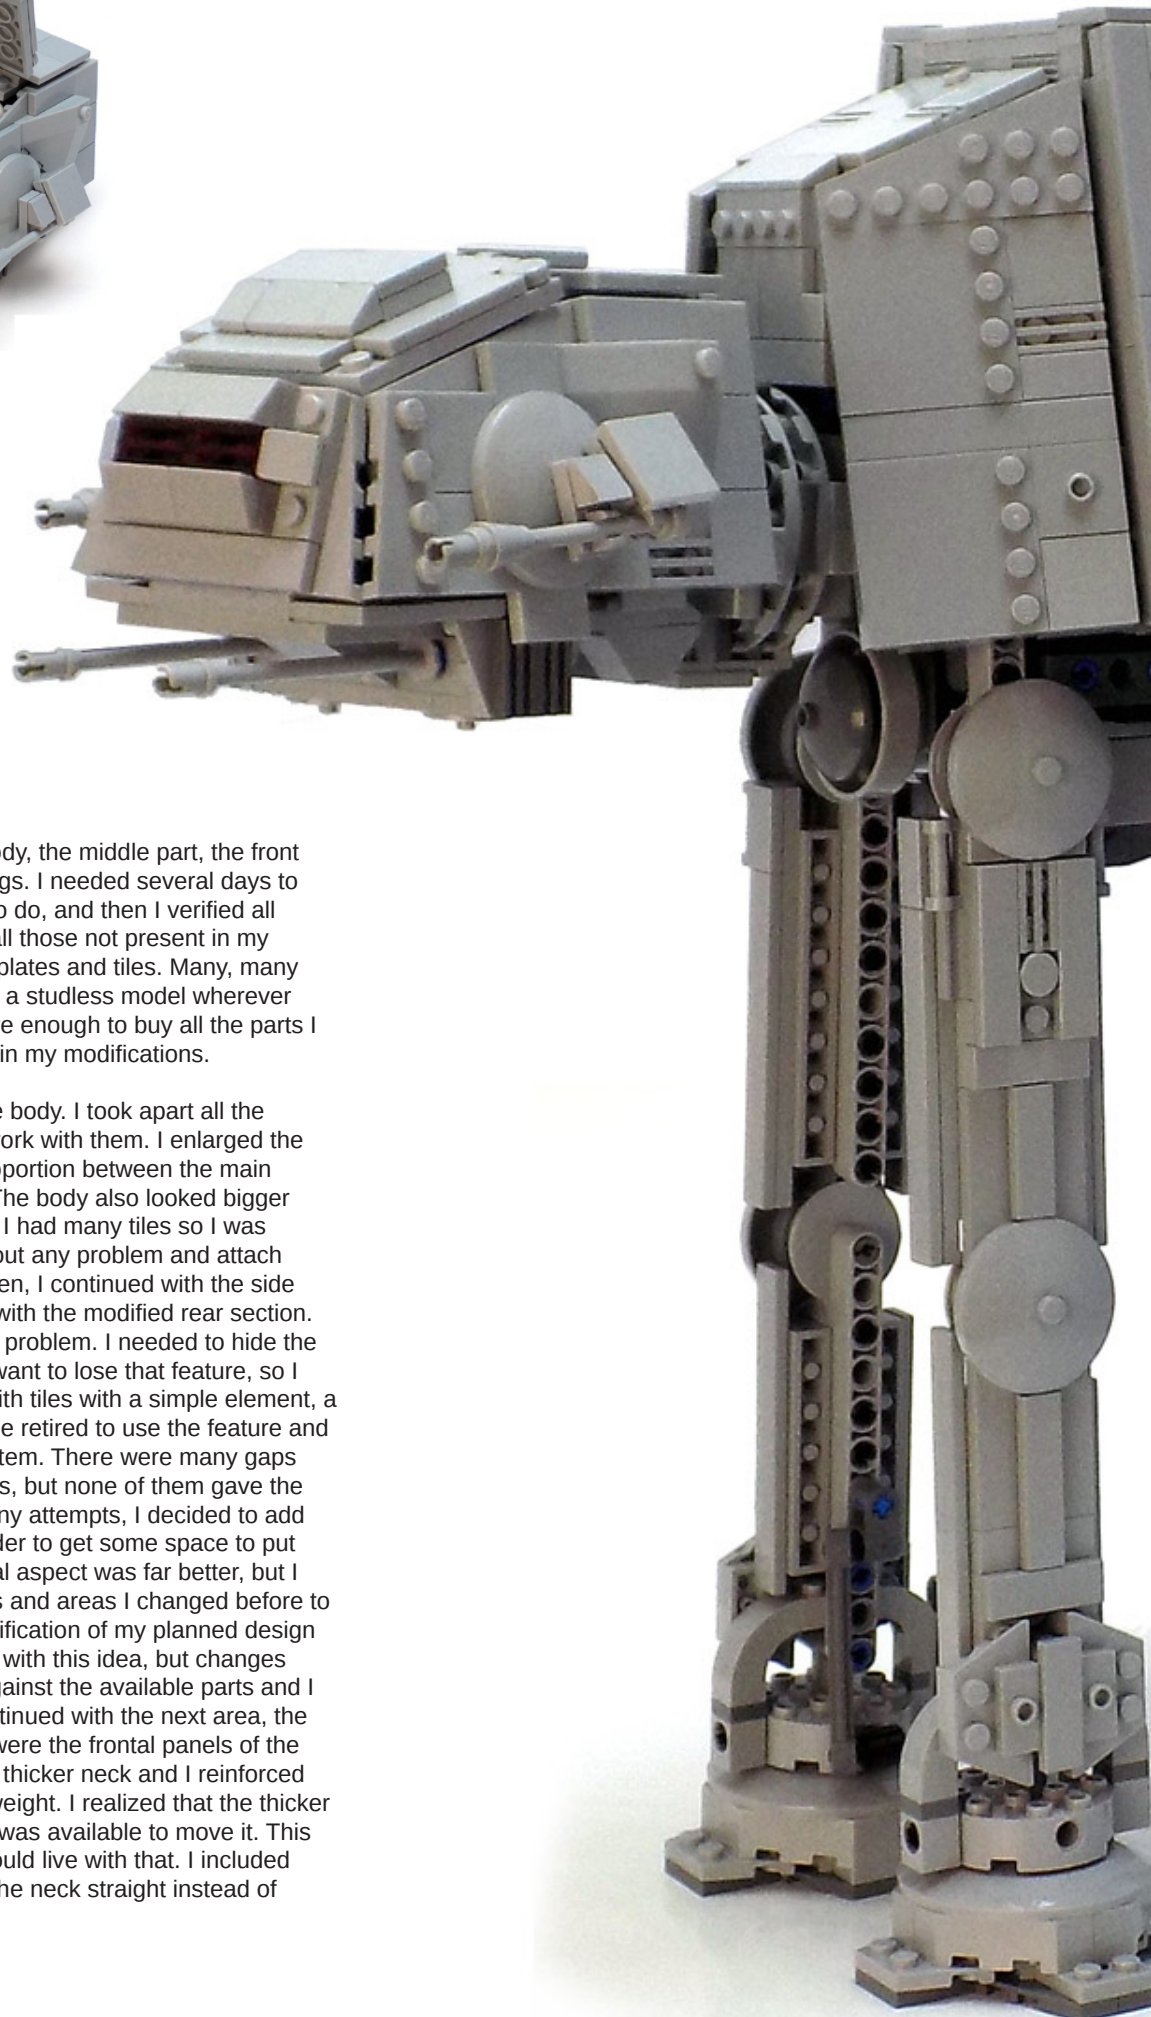 dy, the middle part, the front
gs. I needed several days to
o do, and then I verified all
all those not present in my
plates and tiles. Many, many
a studless model wherever
re enough to buy all the parts I
in my modifications.
e body. I took apart all the
work with them. I enlarged the
portion between the main
The body also looked bigger
I had many tiles so I was
out any problem and attach
en, I continued with the side
with the modified rear section.
problem. I needed to hide the
want to lose that feature, so I
ith tiles with a simple element, a
e retired to use the feature and
tem. There were many gaps
s, but none of them gave the
ny attempts, I decided to add
der to get some space to put
al aspect was far better, but I
s and areas I changed before to
ification of my planned design
with this idea, but changes
gainst the available parts and I
tinued with the next area, the
were the frontal panels of the
thicker neck and I reinforced
weight. I realized that the thicker
was available to move it. This
ould live with that. I included
he neck straight instead of